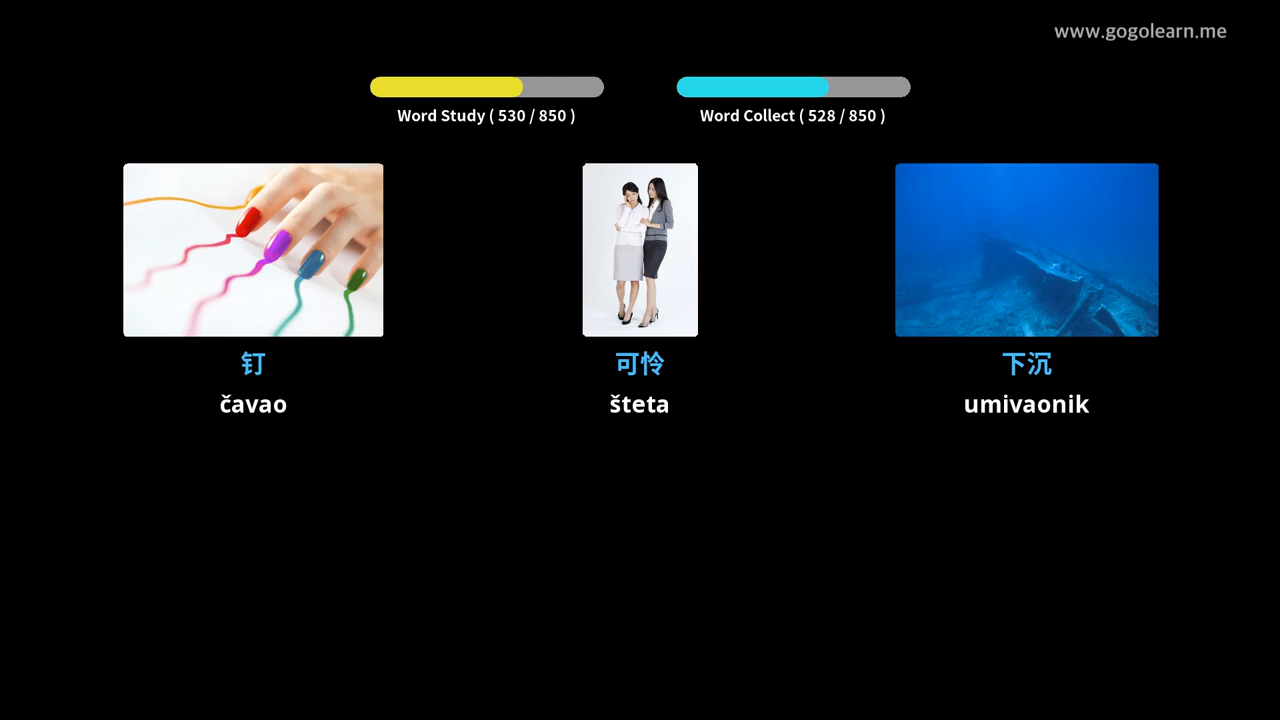 www.gogolearn.me
Word Study ( 530 / 850 )
Word Collect ( 528 / 850 )
钉
čavao
可怜
šteta
下沉
umivaonik